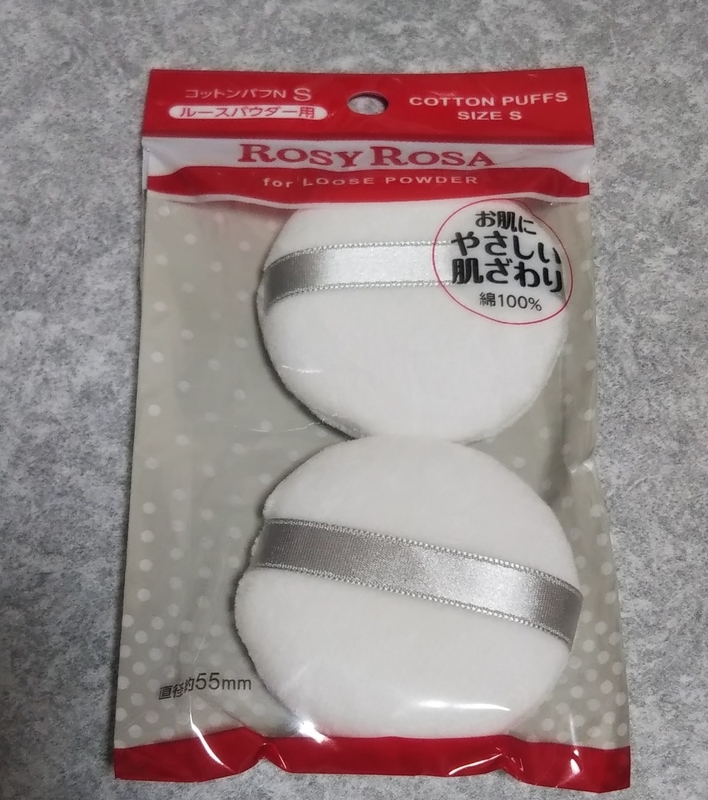 コットンパフN S
ルースパウダー用
COTTON PUFFS
SIZE S
ROSY ROSA
for LOOSE POWDER
お肌に
やさしい
肌ざわり
綿100%
直径約55mm